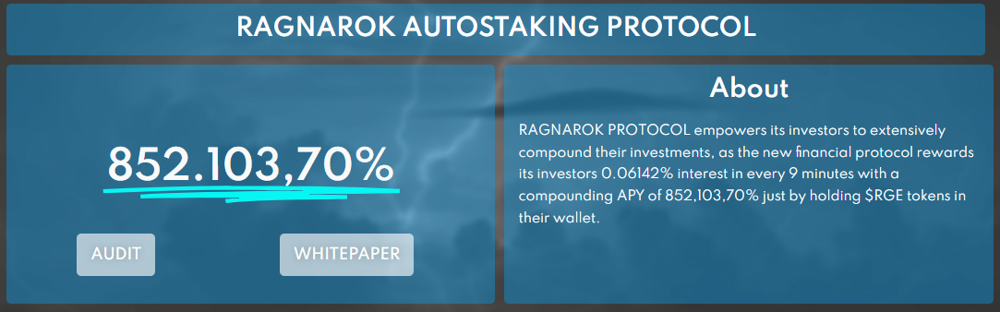 RAGNAROK AUTOSTAKING PROTOCOL
852.103,70%
AUDIT
WHITEPAPER
About
RAGNAROK PROTOCOL empowers its investors to extensively
compound their investments, as the new financial protocol rewards
its investors 0.06142% interest in every 9 minutes with a
compounding APY of 852,103,70% just by holding $RGE tokens in
their wallet.